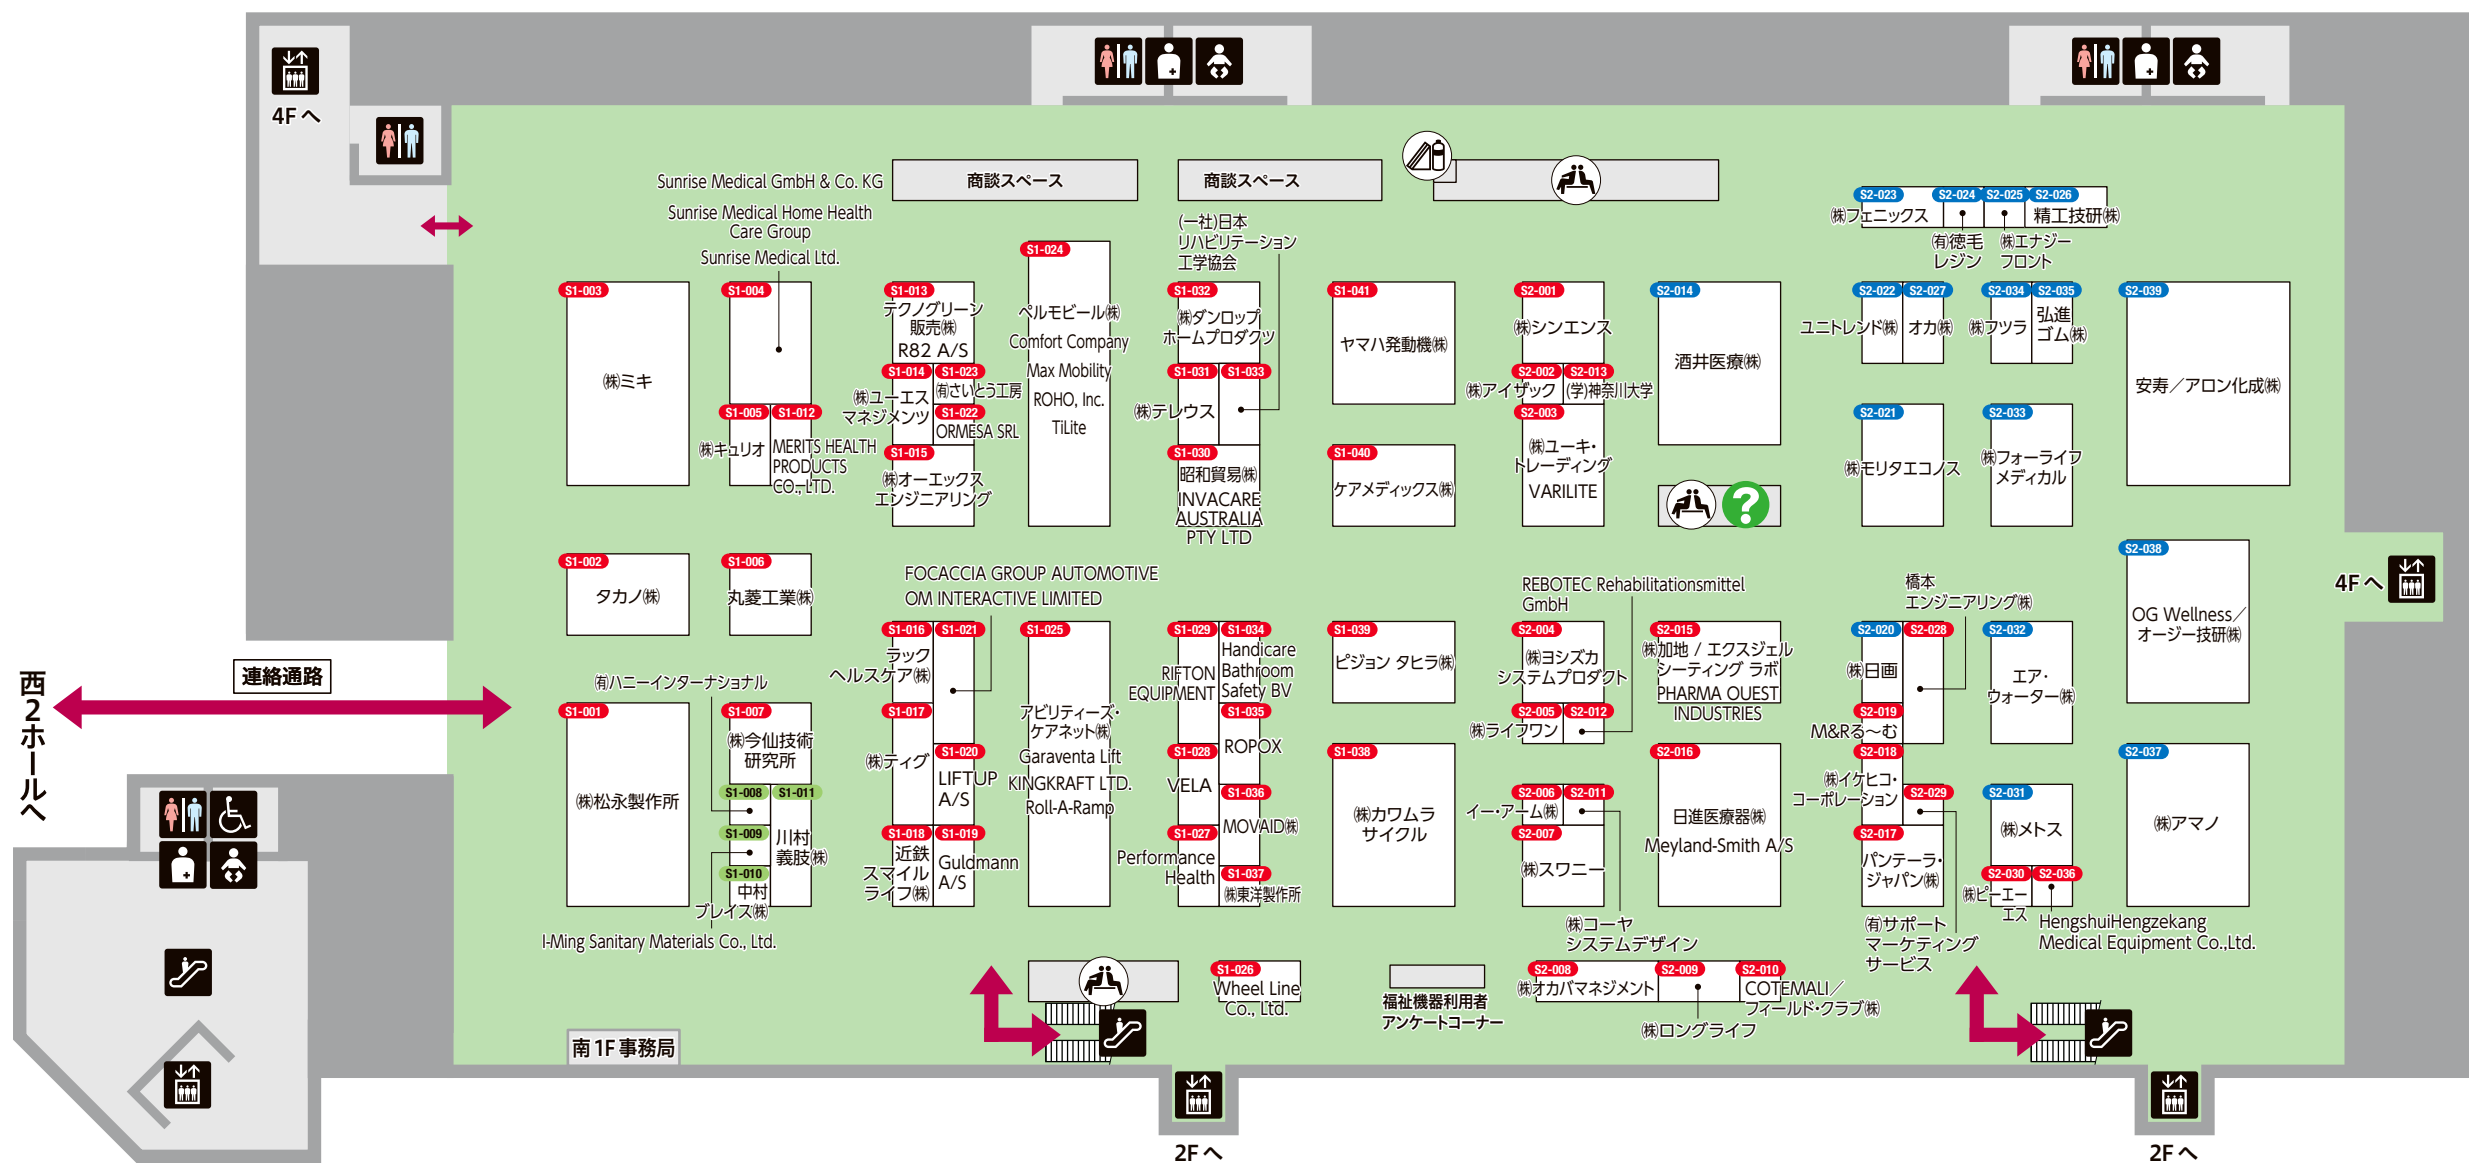 4Fへ
Sunrise Medical GmbH & Co. KG
Sunrise Medical Home Health
Care Group
Sunrise Medical Ltd.
商談スペース
商談スペース
(一社)日本
リハビリテーション
工学協会
S2-023
S2-024
S2-025
S2-026
㈱フェニックス
精工技研㈱
㈲徳毛
レジン
㈱エナジー
フロント
S1-003
㈱ミキ
S1-004
S1-005
㈱キュリオ
S1-012
MERITS HEALTH
PRODUCTS
CO., LTD.
S1-013
テクノグリーン
販売㈱
R82 A/S
S1-014
㈱ユーエス
マネジメンツ
S1-023
㈲さいとう工房
S1-022
ORMESA SRL
S1-015
㈱オーエックス
エンジニアリング
S1-024
ペルモビール㈱
Comfort Company
Max Mobility
ROHO, Inc.
TiLite
S1-032
㈱ダンロップ
ホームプロダクツ
S1-031
㈱テレウス
S1-033
S1-030
昭和貿易㈱
INVACARE
AUSTRALIA
PTY LTD
S1-041
ヤマハ発動機㈱
S1-040
ケアメディックス㈱
S2-001
㈱シンエンス
S2-002
㈱アイザック
S2-013
(学)神奈川大学
S2-003
㈱ユーキ・
トレーディング
VARILITE
S2-014
酒井医療㈱
?
S2-022
ユニトレンド㈱
S2-027
オカ㈱
S2-034
㈱フツラ
S2-035
弘進
ゴム㈱
S2-021
㈱モリタエコノス
S2-033
㈱フォーライフ
メディカル
S2-039
安寿／アロン化成㈱
S1-002
タカノ㈱
S1-006
丸菱工業㈱
FOCACCIA GROUP AUTOMOTIVE
OM INTERACTIVE LIMITED
REBOTEC Rehabilitationsmittel
GmbH
橋本
エンジニアリング㈱
S2-038
OG Wellness／
オージー技研㈱
4Fへ
西2ホールへ
連絡通路
㈲ハニーインターナショナル
S1-001
㈱松永製作所
S1-007
㈱今仙技術
研究所
S1-008
S1-011
川村
義肢㈱
S1-009
S1-010
中村
ブレイス㈱
I-Ming Sanitary Materials Co., Ltd.
S1-016
ラック
ヘルスケア㈱
S1-021
S1-017
㈱ティグ
S1-020
LIFTUP
A/S
S1-018
近鉄
スマイル
ライフ㈱
S1-019
Guldmann
A/S
S1-025
アビリティーズ・
ケアネット㈱
Garaventa Lift
KINGKRAFT LTD.
Roll-A-Ramp
S1-029
RIFTON
EQUIPMENT
S1-034
Handicare
Bathroom
Safety BV
S1-035
ROPOX
S1-028
VELA
S1-036
MOVAID㈱
S1-027
Performance
Health
S1-037
㈱東洋製作所
S1-039
ピジョン タヒラ㈱
S1-038
㈱カワムラ
サイクル
S2-004
㈱ヨシズカ
システムプロダクト
S2-005
㈱ライフワン
S2-012
S2-006
イー・アーム㈱
S2-011
S2-007
㈱スワニー
㈱コーヤ
システムデザイン
S2-015
㈱加地 / エクスジェル
シーティング ラボ
PHARMA OUEST
INDUSTRIES
S2-016
日進医療器㈱
Meyland-Smith A/S
S2-020
㈱日画
S2-028
S2-019
M&Rる〜む
S2-018
㈱イケヒコ・
コーポレーション
S2-029
S2-017
パンテーラ・
ジャパン㈱
㈲サポート
マーケティング
サービス
S2-032
エア・
ウォーター㈱
S2-031
㈱メトス
S2-030
㈱ピーエー
エス
S2-036
HengshuiHengzekang
Medical Equipment Co.,Ltd.
S2-037
㈱アマノ
S1-026
Wheel Line
Co., Ltd.
福祉機器利用者
アンケートコーナー
S2-008
㈱オカバマネジメント
S2-009
㈱ロングライフ
S2-010
COTEMALI／
フィールド・クラブ㈱
南1F事務局
2Fへ
2Fへ